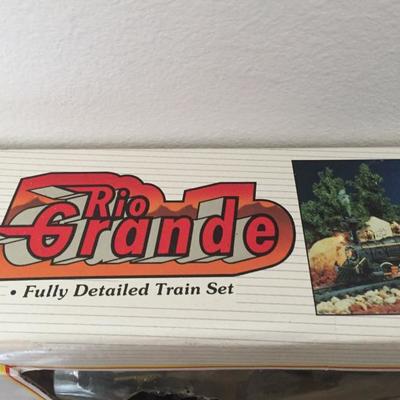 Rio
Grande
• Fully Detailed Train Set